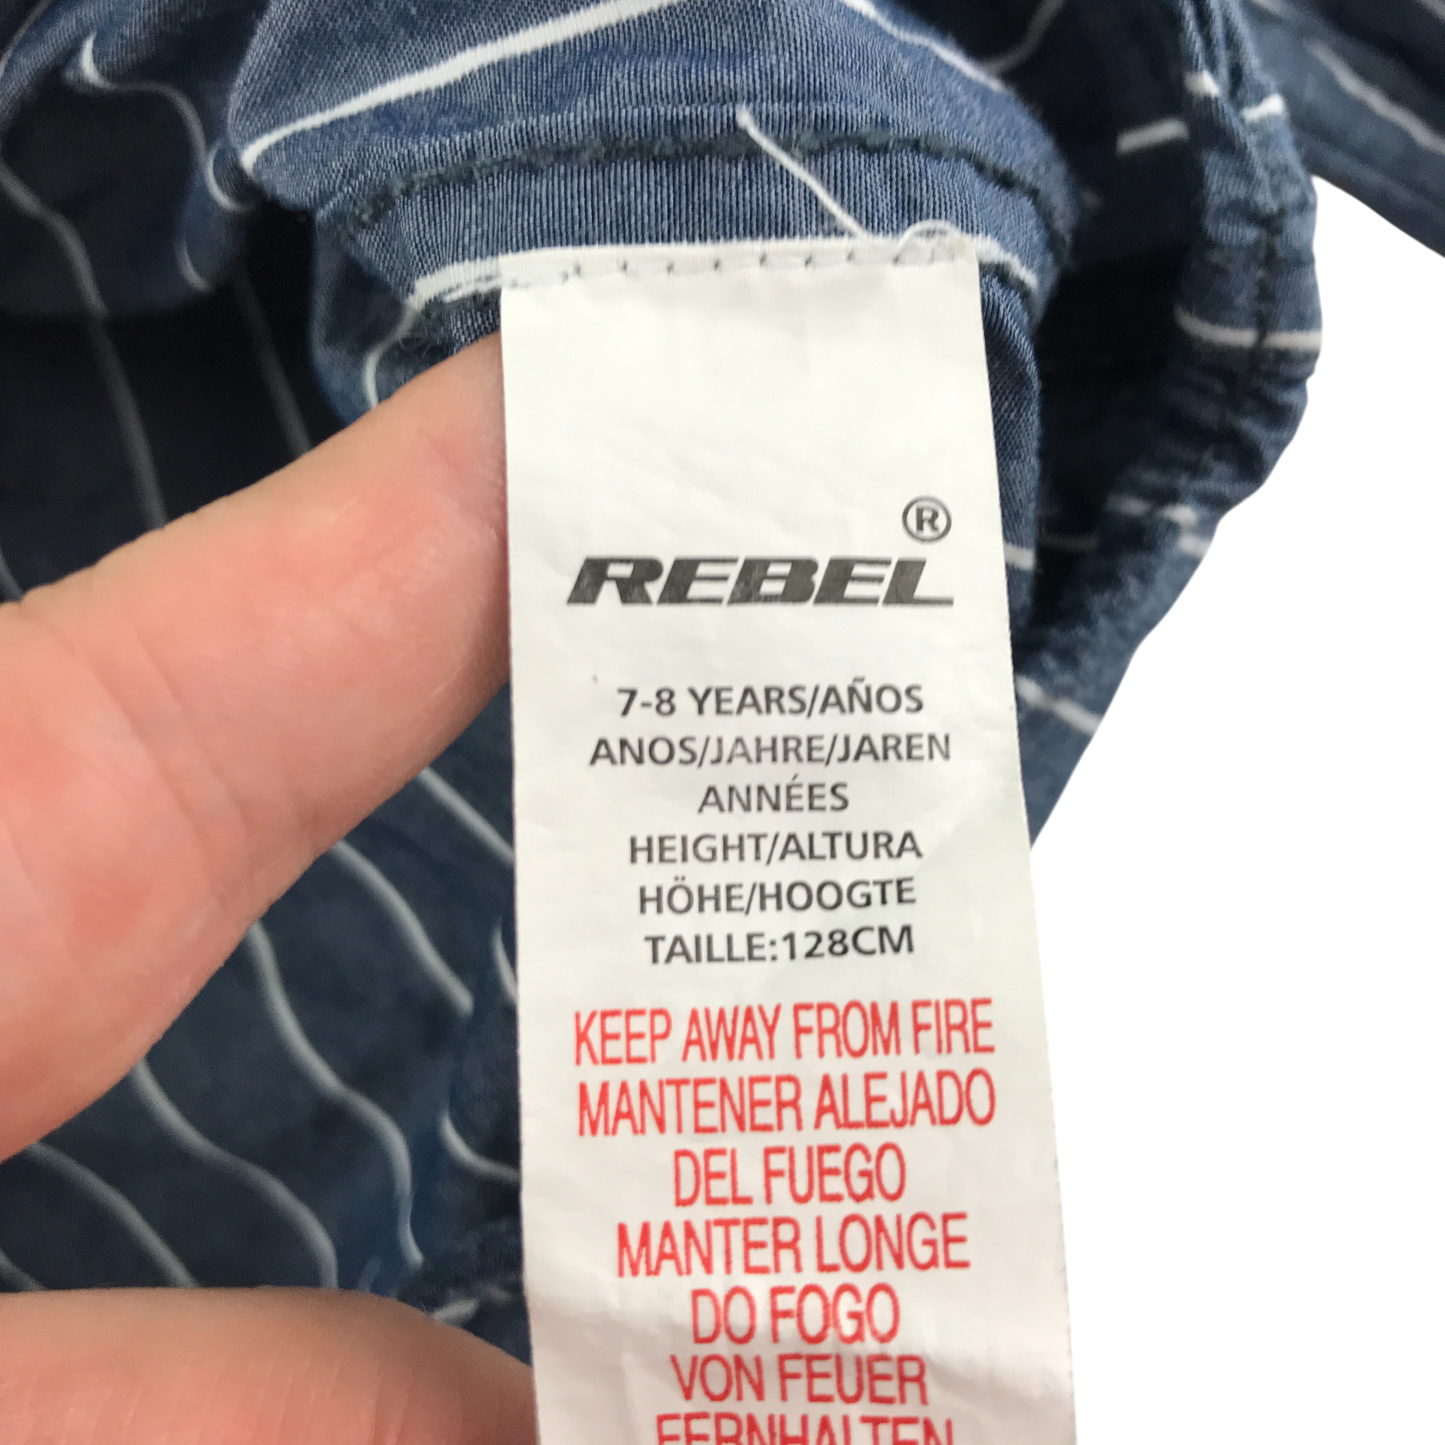 ®
REBEL
7-8 YEARS/AÑOS
ANOS/JAHRE/JAREN
ANNÉES
HEIGHT/ALTURA
HÖHE/HOOGTE
TAILLE:128CM
KEEP AWAY FROM FIRE
MANTENER ALEJADO
DEL FUEGO
MANTER LONGE
DO FOGO
VON FEUER
FERNHALTEN